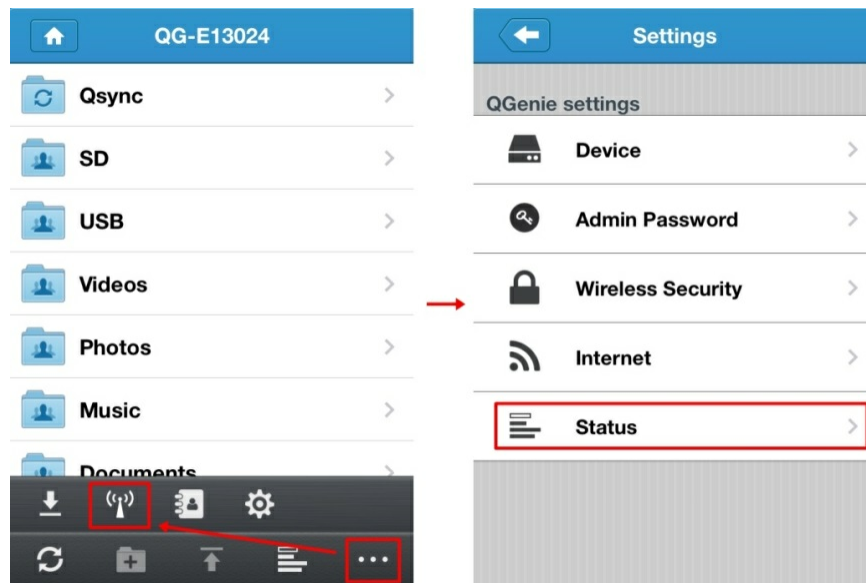 QG-E13024
Qsync
SD
USB
Videos
Photos
Music
Documents
Settings
QGenie settings
Device
Admin Password
Wireless Security
Internet
Status